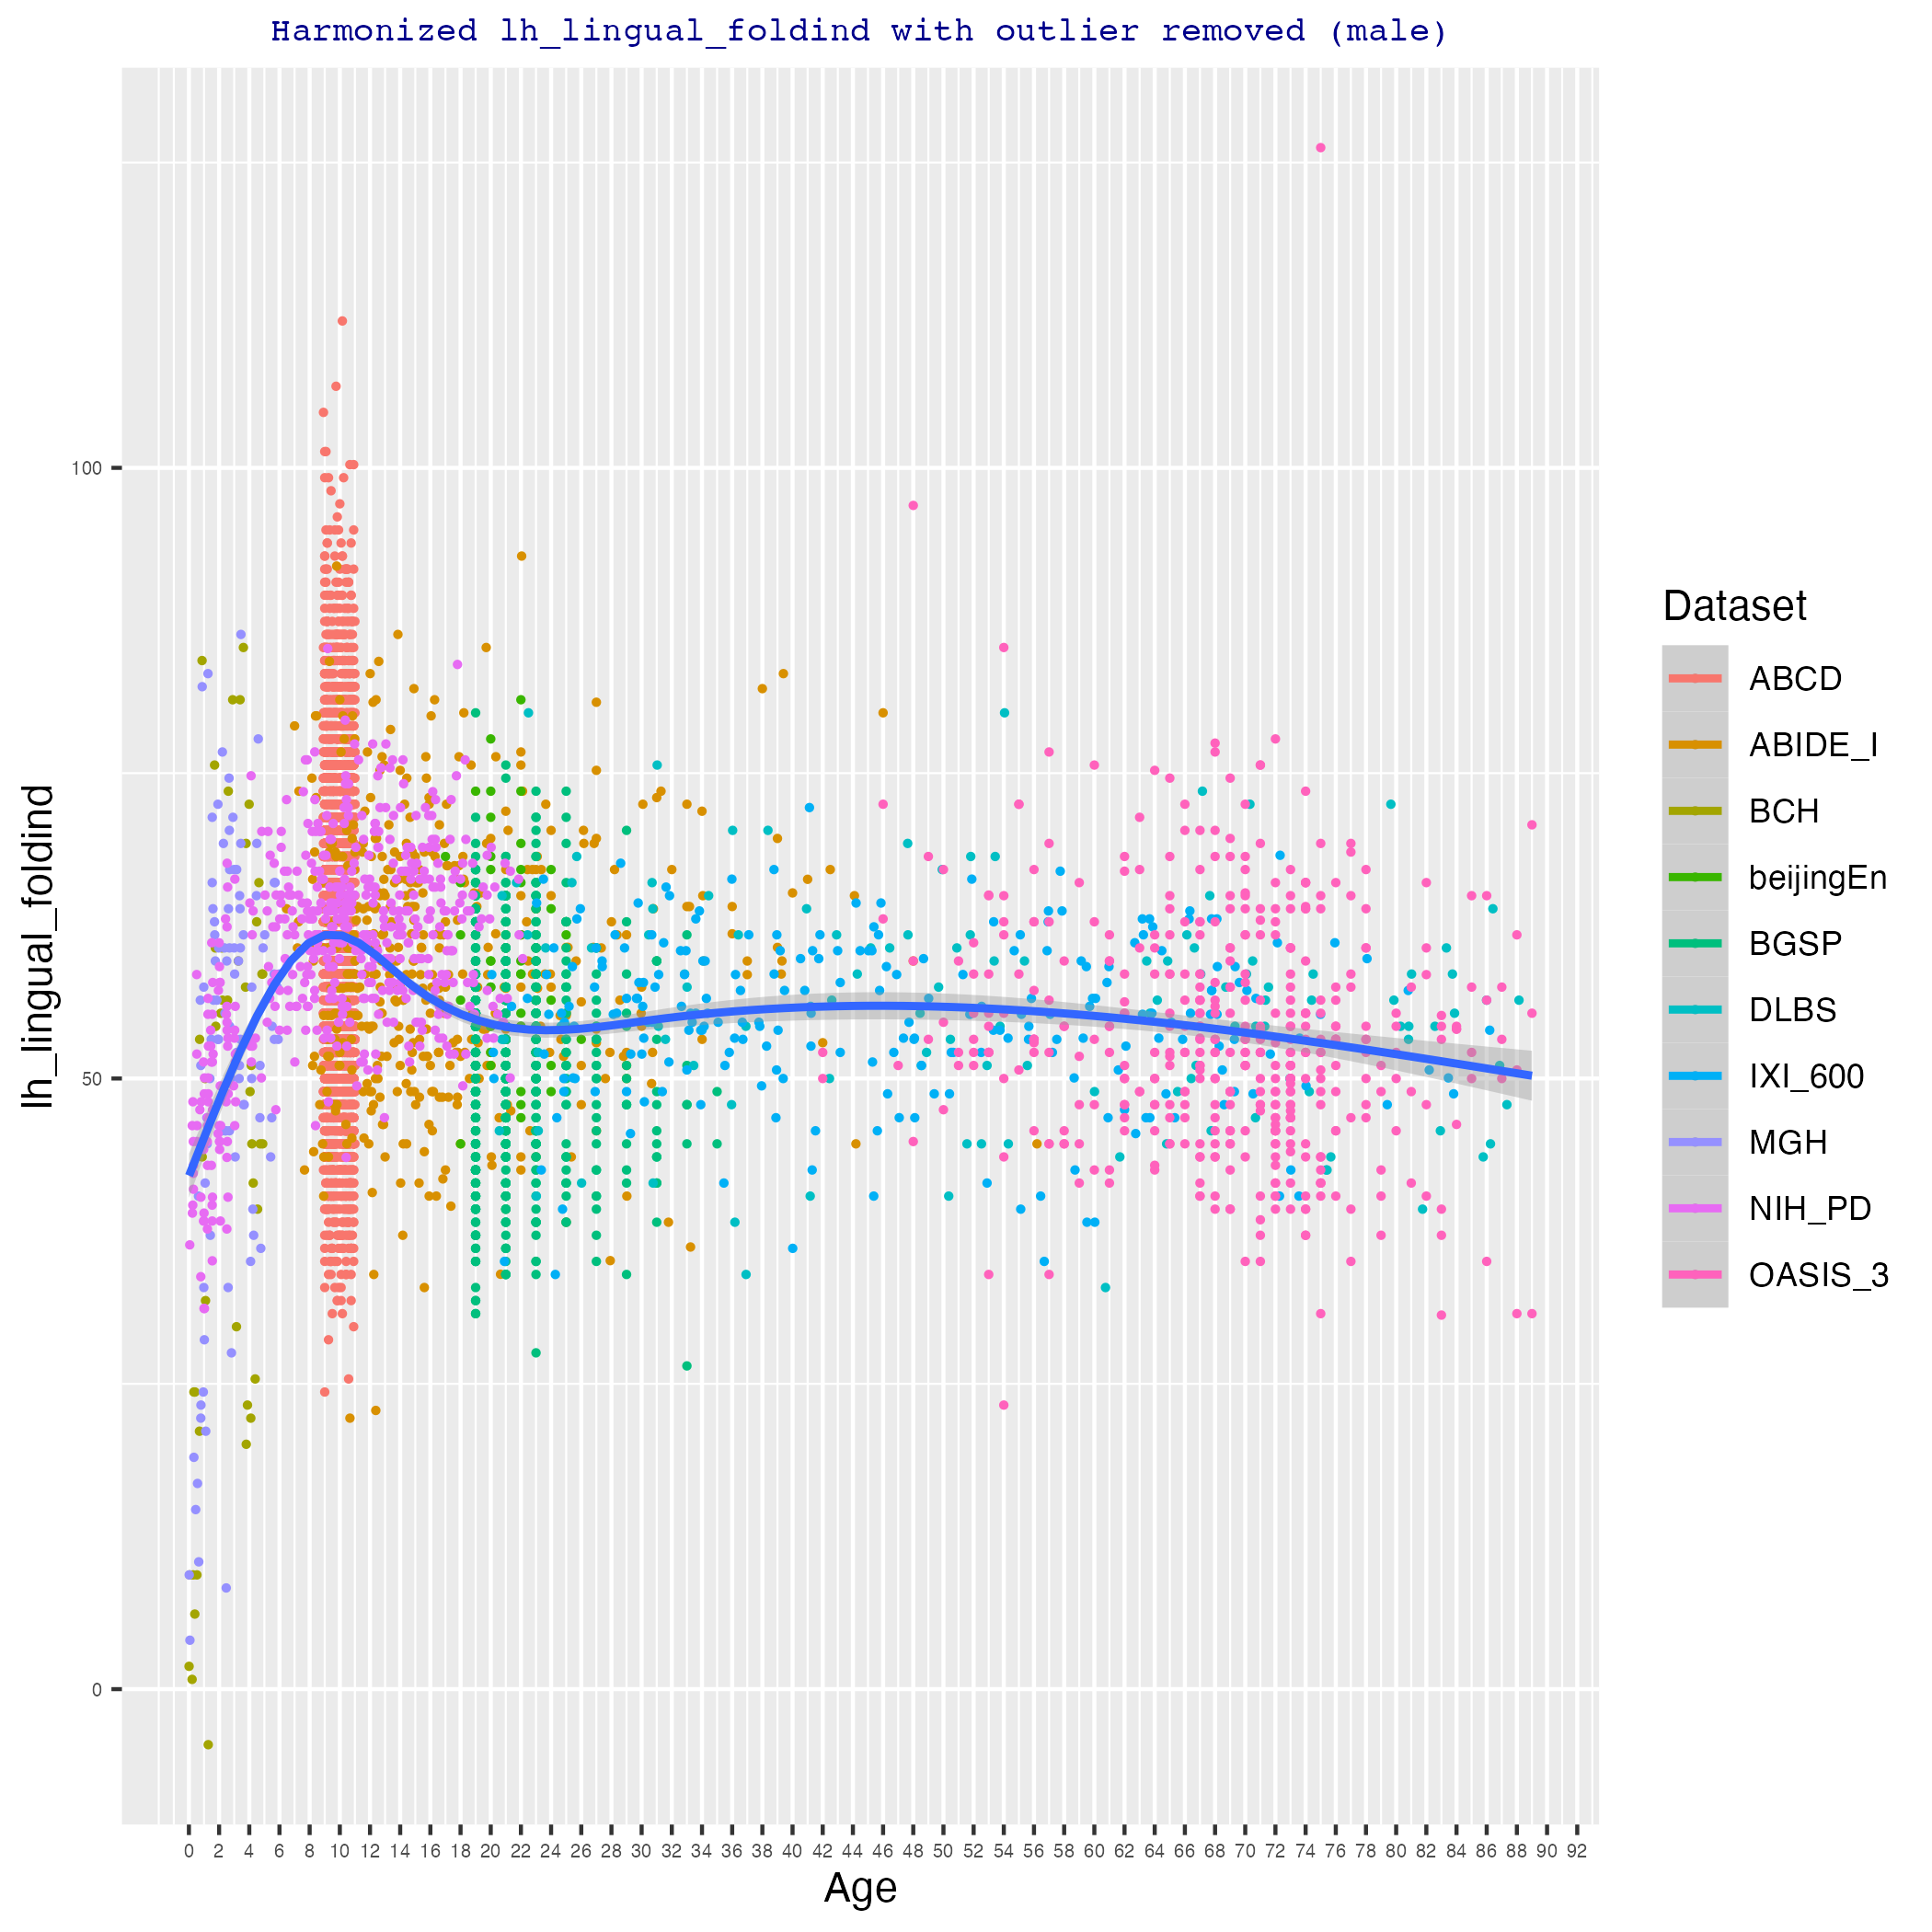 Harmonized lh_lingual_foldind with outlier removed (male)
lh_lingual_foldind
100
50
0
0 2 4 6 8 10 12 14 16 18 20 22 24 26 28 30 32 34 36 38 40 42 44 46 48 50 52 54 56 58 60 62 64 66 68 70 72 74 76 78 80 82 84 86 88 90 92
Age
Dataset
ABCD
ABIDE_I
BCH
beijingEn
BGSP
DLBS
IXI_600
MGH
NIH_PD
OASIS_3